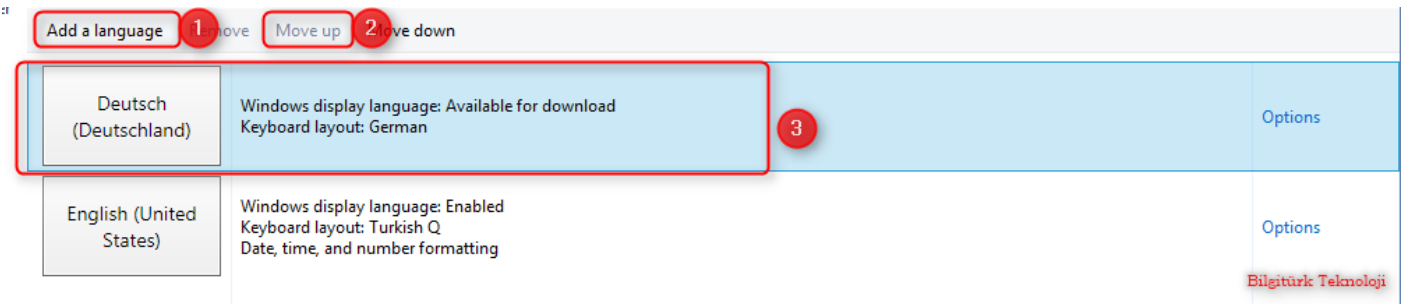 Add a language 1 Remove Move up 2 Move down
Deutsch
(Deutschland)
Windows display language: Available for download
Keyboard layout: German
3
Options
English (United
States)
Windows display language: Enabled
Keyboard layout: Turkish Q
Date, time, and number formatting
Options
Bilgitürk Teknoloji